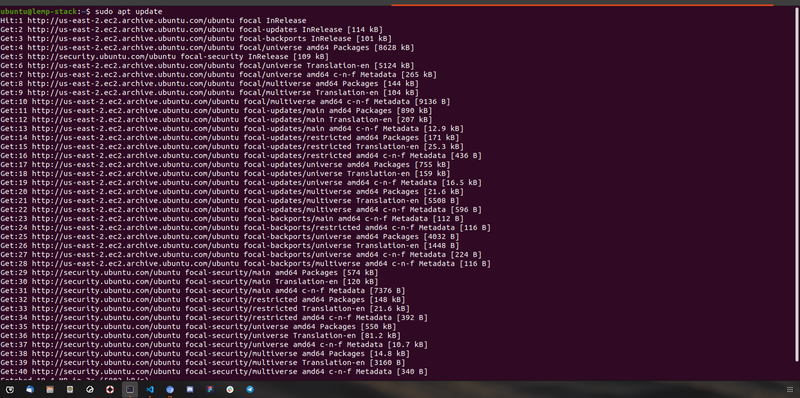 ubuntu@lemp-stack:~$ sudo apt update
Hit:1 http://us-east-2.ec2.archive.ubuntu.com/ubuntu focal InRelease
Get:2 http://us-east-2.ec2.archive.ubuntu.com/ubuntu focal-updates InRelease [114 kB]
Get:3 http://us-east-2.ec2.archive.ubuntu.com/ubuntu focal-backports InRelease [101 kB]
Get:4 http://us-east-2.ec2.archive.ubuntu.com/ubuntu focal/universe amd64 Packages [8628 kB]
Get:5 http://security.ubuntu.com/ubuntu focal-security InRelease [109 kB]
Get:6 http://us-east-2.ec2.archive.ubuntu.com/ubuntu focal/universe Translation-en [5124 kB]
Get:7 http://us-east-2.ec2.archive.ubuntu.com/ubuntu focal/universe amd64 c-n-f Metadata [265 kB]
Get:8 http://us-east-2.ec2.archive.ubuntu.com/ubuntu focal/multiverse amd64 Packages [144 kB]
Get:9 http://us-east-2.ec2.archive.ubuntu.com/ubuntu focal/multiverse Translation-en [104 kB]
Get:10 http://us-east-2.ec2.archive.ubuntu.com/ubuntu focal/multiverse amd64 c-n-f Metadata [9136 B]
Get:11 http://us-east-2.ec2.archive.ubuntu.com/ubuntu focal-updates/main amd64 Packages [890 kB]
Get:12 http://us-east-2.ec2.archive.ubuntu.com/ubuntu focal-updates/main Translation-en [207 kB]
Get:13 http://us-east-2.ec2.archive.ubuntu.com/ubuntu focal-updates/main amd64 c-n-f Metadata [12.9 kB]
Get:14 http://us-east-2.ec2.archive.ubuntu.com/ubuntu focal-updates/restricted amd64 Packages [171 kB]
Get:15 http://us-east-2.ec2.archive.ubuntu.com/ubuntu focal-updates/restricted Translation-en [25.3 kB]
Get:16 http://us-east-2.ec2.archive.ubuntu.com/ubuntu focal-updates/restricted amd64 c-n-f Metadata [436 B]
Get:17 http://us-east-2.ec2.archive.ubuntu.com/ubuntu focal-updates/universe amd64 Packages [755 kB]
Get:18 http://us-east-2.ec2.archive.ubuntu.com/ubuntu focal-updates/universe Translation-en [159 kB]
Get:19 http://us-east-2.ec2.archive.ubuntu.com/ubuntu focal-updates/universe amd64 c-n-f Metadata [16.5 kB]
Get:20 http://us-east-2.ec2.archive.ubuntu.com/ubuntu focal-updates/multiverse amd64 Packages [21.6 kB]
Get:21 http://us-east-2.ec2.archive.ubuntu.com/ubuntu focal-updates/multiverse Translation-en [5508 B]
Get:22 http://us-east-2.ec2.archive.ubuntu.com/ubuntu focal-updates/multiverse amd64 c-n-f Metadata [596 B]
Get:23 http://us-east-2.ec2.archive.ubuntu.com/ubuntu focal-backports/main amd64 c-n-f Metadata [112 B]
Get:24 http://us-east-2.ec2.archive.ubuntu.com/ubuntu focal-backports/restricted amd64 c-n-f Metadata [116 B]
Get:25 http://us-east-2.ec2.archive.ubuntu.com/ubuntu focal-backports/universe amd64 Packages [4032 B]
Get:26 http://us-east-2.ec2.archive.ubuntu.com/ubuntu focal-backports/universe Translation-en [1448 B]
Get:27 http://us-east-2.ec2.archive.ubuntu.com/ubuntu focal-backports/universe amd64 c-n-f Metadata [224 B]
Get:28 http://us-east-2.ec2.archive.ubuntu.com/ubuntu focal-backports/multiverse amd64 c-n-f Metadata [116 B]
Get:29 http://security.ubuntu.com/ubuntu focal-security/main amd64 Packages [574 kB]
Get:30 http://security.ubuntu.com/ubuntu focal-security/main Translation-en [120 kB]
Get:31 http://security.ubuntu.com/ubuntu focal-security/main amd64 c-n-f Metadata [7376 B]
Get:32 http://security.ubuntu.com/ubuntu focal-security/restricted amd64 Packages [148 kB]
Get:33 http://security.ubuntu.com/ubuntu focal-security/restricted Translation-en [21.6 kB]
Get:34 http://security.ubuntu.com/ubuntu focal-security/restricted amd64 c-n-f Metadata [392 B]
Get:35 http://security.ubuntu.com/ubuntu focal-security/universe amd64 Packages [550 kB]
Get:36 http://security.ubuntu.com/ubuntu focal-security/universe Translation-en [81.2 kB]
Get:37 http://security.ubuntu.com/ubuntu focal-security/universe amd64 c-n-f Metadata [10.7 kB]
Get:38 http://security.ubuntu.com/ubuntu focal-security/multiverse amd64 Packages [14.8 kB]
Get:39 http://security.ubuntu.com/ubuntu focal-security/multiverse Translation-en [3160 B]
Get:40 http://security.ubuntu.com/ubuntu focal-security/multiverse amd64 c-n-f Metadata [340 B]